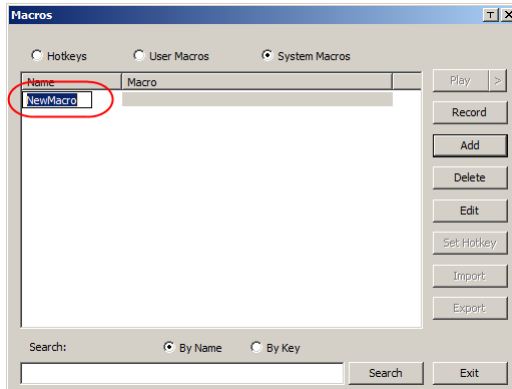 Macros
Hotkeys User Macros System Macros
Name Macro Play >
NewMacro
Record
Add
Delete
Edit
Set Hotkey
Import
Export
Search: By Name By Key
Search Exit